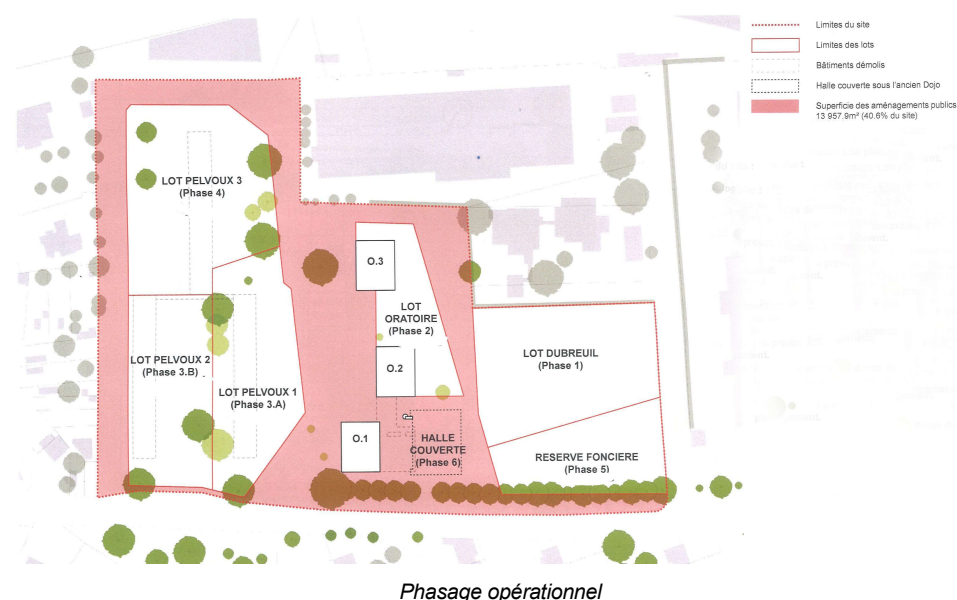 Limites du site
Limites des lots
Bâtiments démolis
Halle couverte sous l'ancien Dojo
Superficie des aménagements publics
13 957.9m² (40.6% du site)
LOT PELVOUX 3
(Phase 4)
O.3
LOT
ORATOIRE
(Phase 2)
LOT PELVOUX 2
(Phase 3.B)
LOT PELVOUX 1
(Phase 3.A)
O.2
LOT DUBREUIL
(Phase 1)
O.1
HALLE
COUVERTE
(Phase 6)
RESERVE FONCIERE
(Phase 5)
Phasage opérationnel